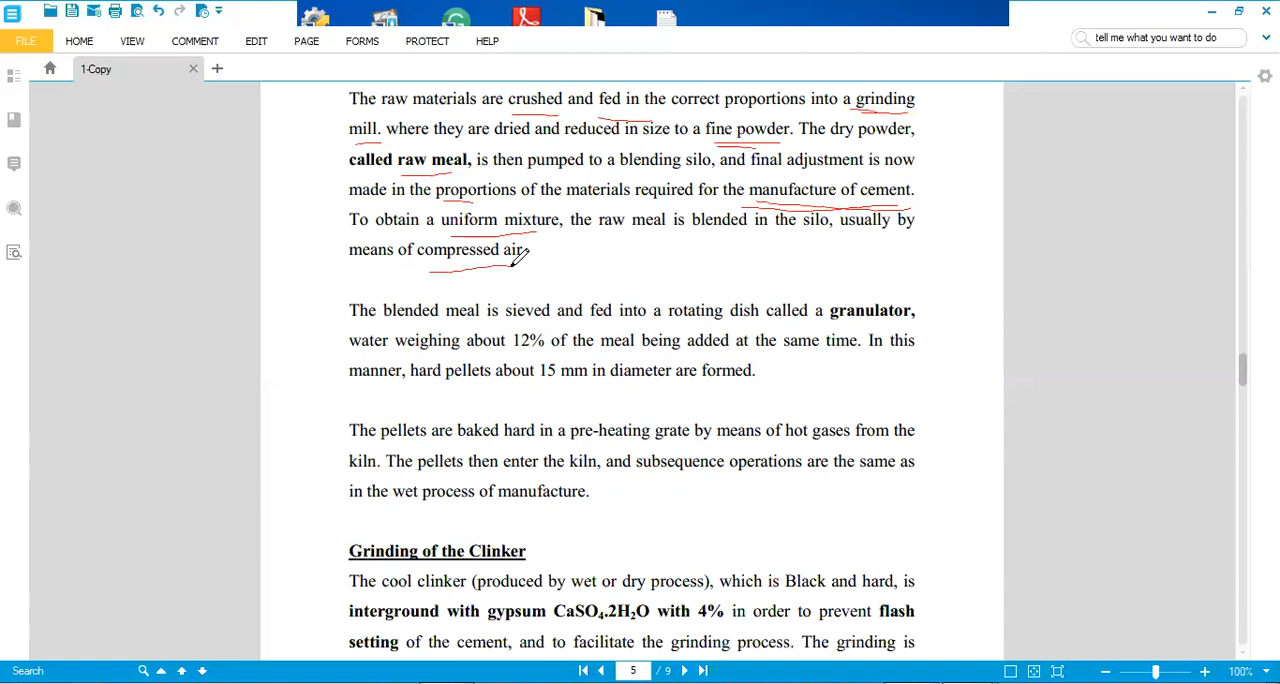 FILE HOME VIEW COMMENT EDIT PAGE FORMS PROTECT HELP tell me what you want to do
1-Copy
The raw materials are crushed and fed in the correct proportions into a grinding
mill. where they are dried and reduced in size to a fine powder. The dry powder,
called raw meal, is then pumped to a blending silo, and final adjustment is now
made in the proportions of the materials required for the manufacture of cement.
To obtain a uniform mixture, the raw meal is blended in the silo, usually by
means of compressed air.
The blended meal is sieved and fed into a rotating dish called a granulator,
water weighing about 12% of the meal being added at the same time. In this
manner, hard pellets about 15 mm in diameter are formed.
The pellets are baked hard in a pre-heating grate by means of hot gases from the
kiln. The pellets then enter the kiln, and subsequence operations are the same as
in the wet process of manufacture.
Grinding of the Clinker
The cool clinker (produced by wet or dry process), which is Black and hard, is
interground with gypsum CaSO₄.2H₂O with 4% in order to prevent flash
setting of the cement, and to facilitate the grinding process. The grinding is
Search 5 / 9 100%